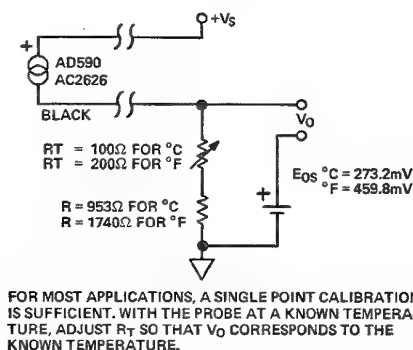 +VS
+
AD590
AC2626
BLACK
VO
RT = 100Ω FOR °C
RT = 200Ω FOR °F
EOS °C = 273.2mV
°F = 459.8mV
+
R = 953Ω FOR °C
R = 1740Ω FOR °F
FOR MOST APPLICATIONS, A SINGLE POINT CALIBRATION
IS SUFFICIENT. WITH THE PROBE AT A KNOWN TEMPERA-
TURE, ADJUST RT SO THAT VO CORRESPONDS TO THE
KNOWN TEMPERATURE.